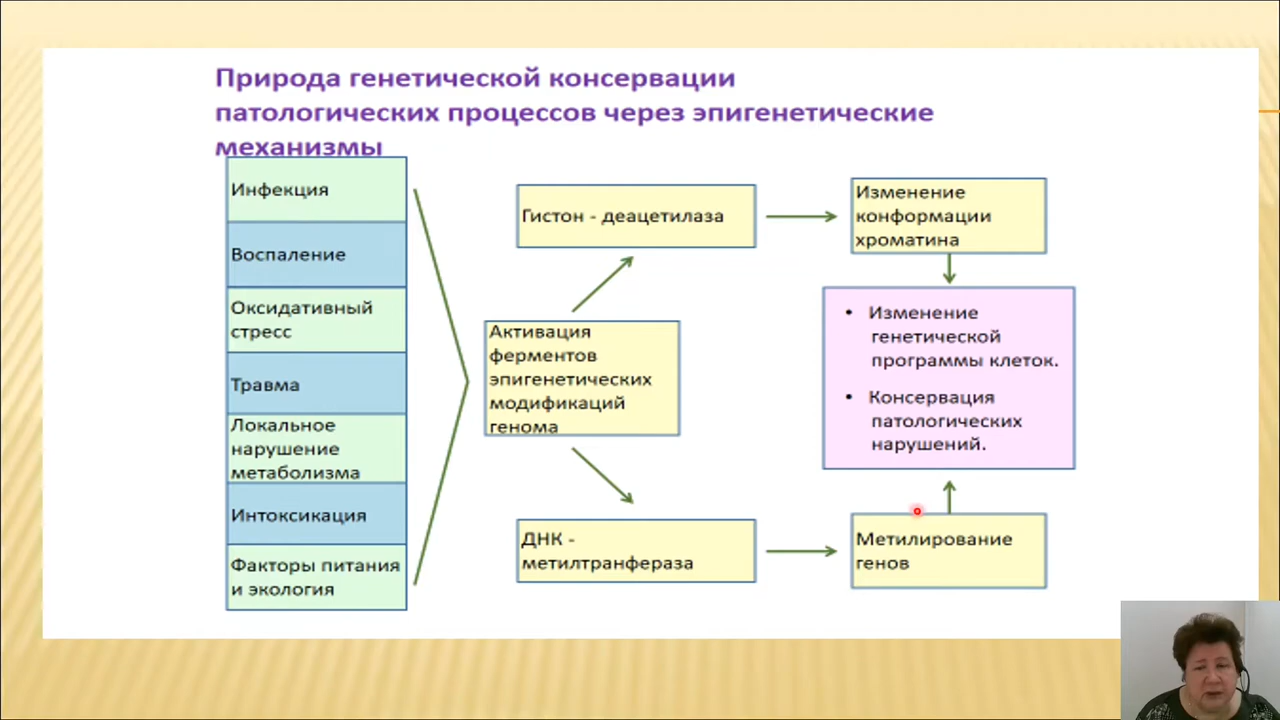 Природа генетической консервации
патологических процессов через эпигенетические
механизмы
Инфекция
Воспаление
Оксидативный
стресс
Травма
Локальное
нарушение
метаболизма
Интоксикация
Факторы питания
и экология
Активация
ферментов
эпигенетических
модификаций
генома
Гистон - деацетилаза
ДНК -
метилтранфераза
Изменение
конформации
хроматина
• Изменение
генетической
программы клеток.
• Консервация
патологических
нарушений.
Метилирование
генов